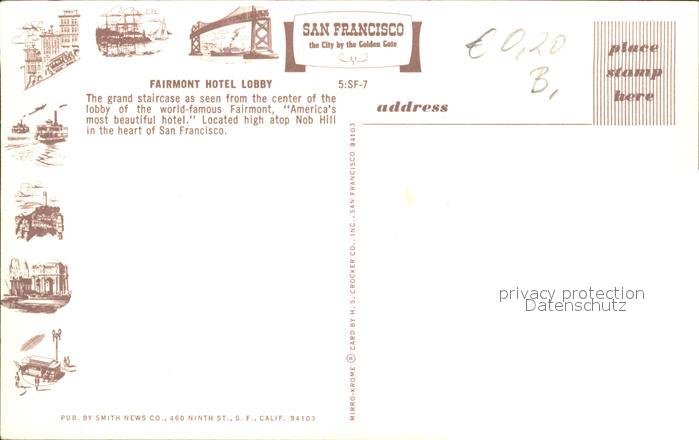 SAN FRANCISCO
the City by the Golden Gate
€ 0,20
B,
place
stamp
here
FAIRMONT HOTEL LOBBY 5:SF-7
The grand staircase as seen from the center of the
lobby of the world-famous Fairmont, "America's
most beautiful hotel." Located high atop Nob Hill
in the heart of San Francisco.
address
MIRRO-KROME ® CARD BY H. S. CROCKER CO., INC., SAN FRANCISCO 94103
privacy protection
Datenschutz
PUB. BY SMITH NEWS CO., 460 NINTH ST., S. F., CALIF. 94103